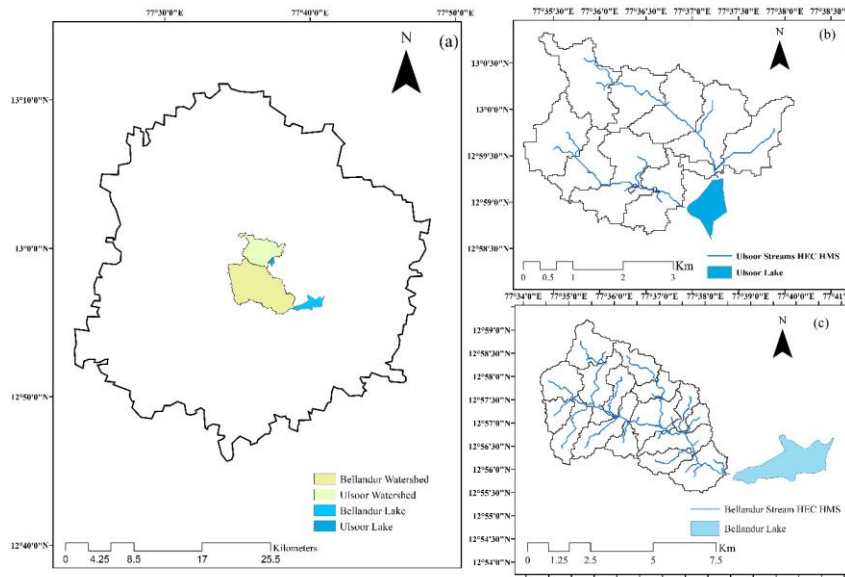 77°30'0"E 77°40'0"E 77°50'0"E
(a)
N
13°10'0"N
13°0'0"N
12°50'0"N
12°40'0"N
Bellandur Watershed
Ulsoor Watershed
Bellandur Lake
Ulsoor Lake
Kilometers
0 4.25 8.5 17 25.5
77°35'30"E 77°36'0"E 77°36'30"E 77°37'0"E 77°37'30"E 77°38'0"E 77°38'30"E
(b)
N
13°0'30"N
13°0'0"N
12°59'30"N
12°59'0"N
12°58'30"N
Ulsoor Streams HEC HMS
Ulsoor Lake
Km
0 0.5 1 2 3
77°34'0"E 77°35'0"E 77°36'0"E 77°37'0"E 77°38'0"E 77°39'0"E 77°40'0"E 77°41'
(c)
N
12°59'0"N
12°58'30"N
12°58'0"N
12°57'0"N
12°56'30"N
12°56'0"N
12°55'30"N
12°55'0"N
12°54'30"N
12°54'0"N
Bellandur Stream HEC HMS
Bellandur Lake
0 1.25 2.5 5 7.5
Km